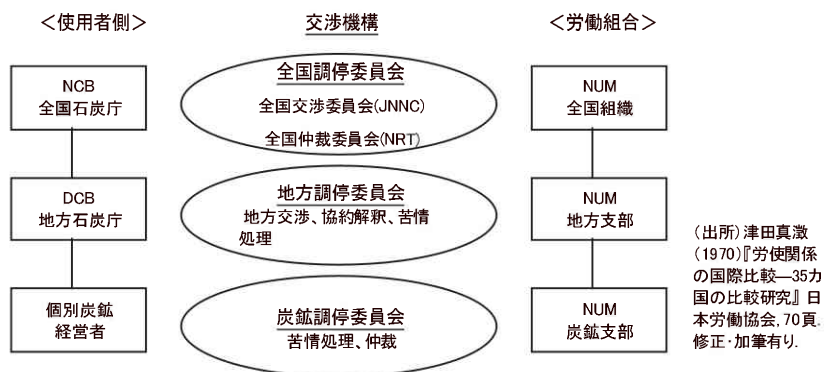 ＜使用者側＞
交渉機構
＜労働組合＞
NCB
全国石炭庁
全国調停委員会
全国交渉委員会(JNNC)
全国仲裁委員会(NRT)
NUM
全国組織
DCB
地方石炭庁
地方調停委員会
地方交渉、協約解釈、苦情
処理
NUM
地方支部
個別炭鉱
経営者
炭鉱調停委員会
苦情処理、仲裁
NUM
炭鉱支部
(出所)津田真澂
(1970)『労使関係
の国際比較―35カ
国の比較研究』日
本労働協会,70頁.
修正・加筆有り.